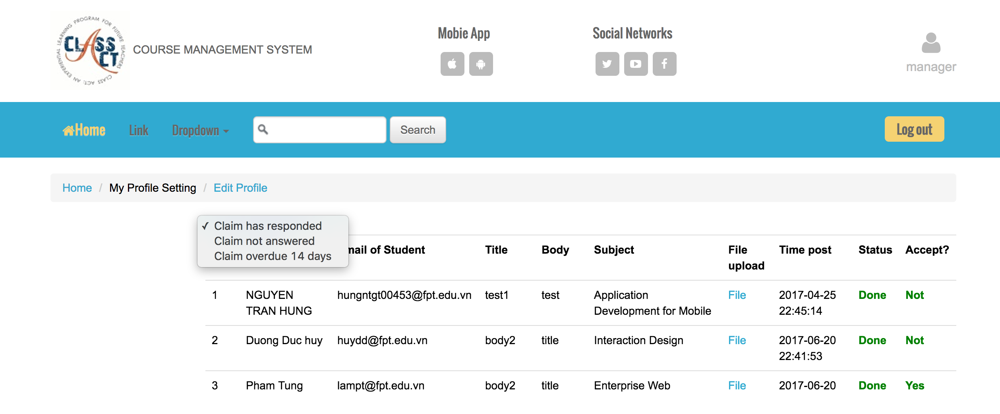 CLASS ACT: AN EXPERIENTIAL LEARNING PROGRAM FOR FUTURE TEACHERS
CLASS
ACT
COURSE MANAGEMENT SYSTEM
Mobie App
Social Networks
manager
Home
Link
Dropdown
Search
Log out
Home / My Profile Setting / Edit Profile
✓ Claim has responded
Claim not answered
Claim overdue 14 days
mail of Student Title Body Subject File upload Time post Status Accept?
1 NGUYEN TRAN HUNG hungntgt00453@fpt.edu.vn test1 test Application Development for Mobile File 2017-04-25 22:45:14 Done Not
2 Duong Duc huy huydd@fpt.edu.vn body2 title Interaction Design File 2017-06-20 22:41:53 Done Not
3 Pham Tung lampt@fpt.edu.vn body2 title Enterprise Web File 2017-06-20 Done Yes